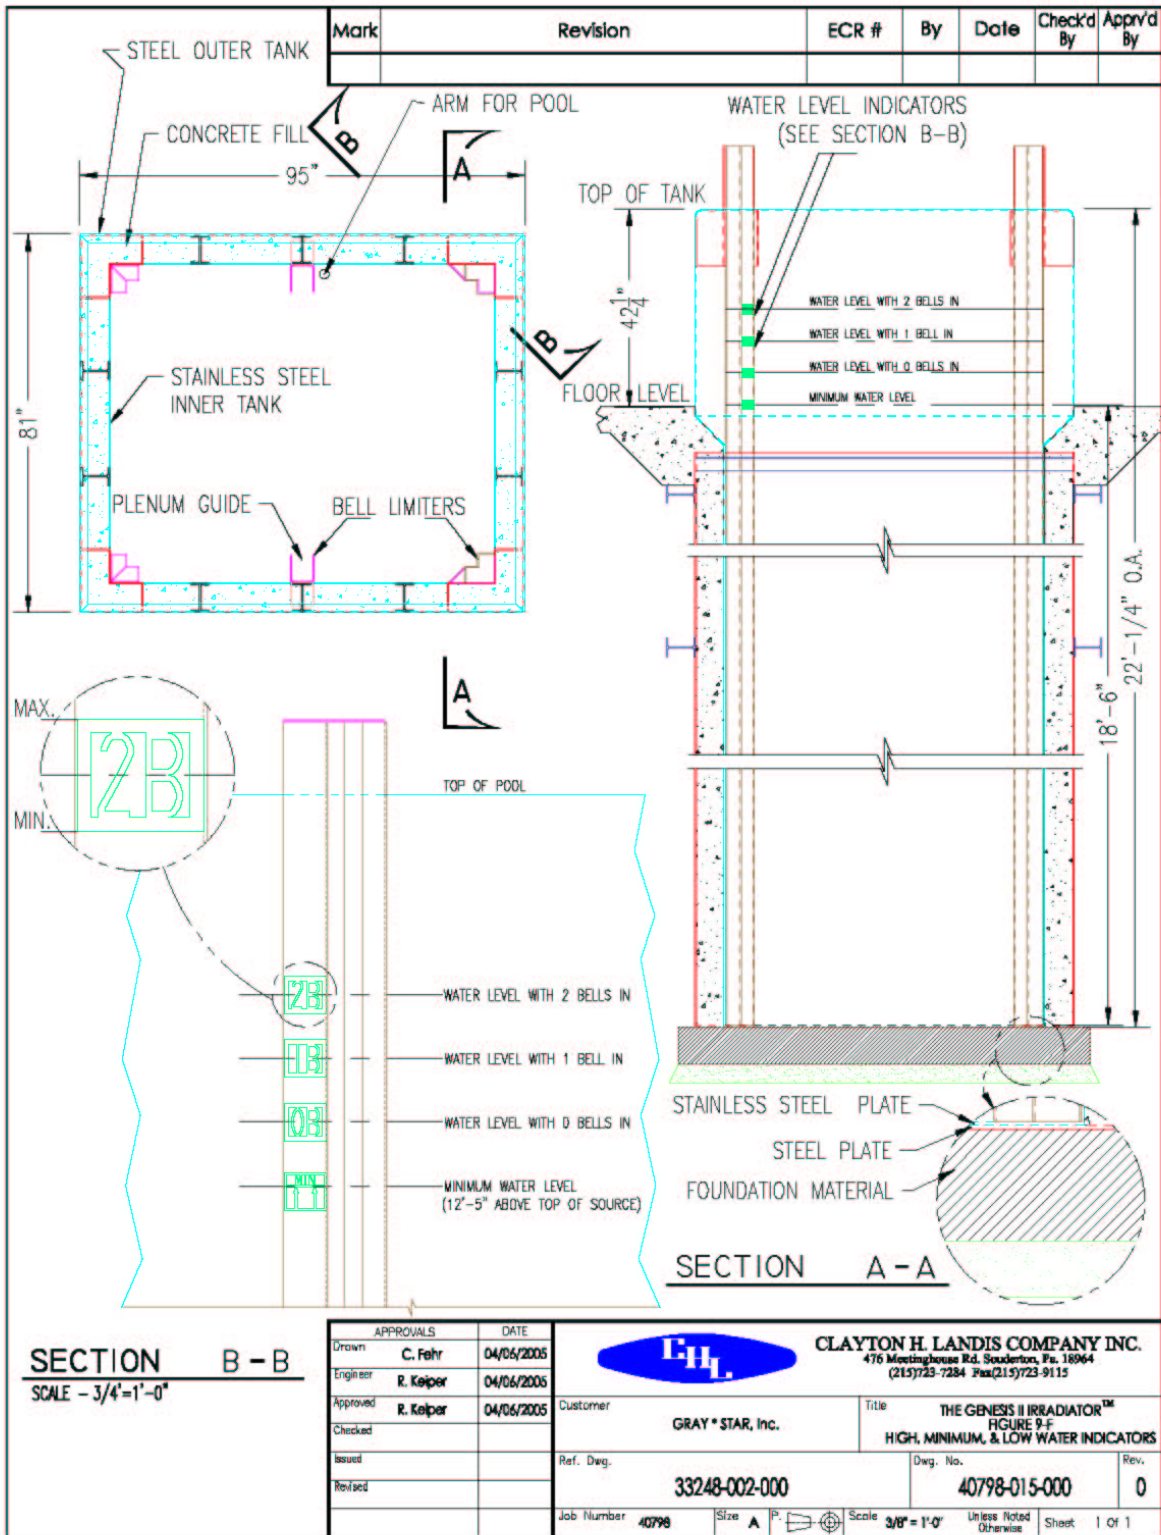 Mark Revision ECR # By Date Check'd By Apprv'd By
STEEL OUTER TANK
CONCRETE FILL
B
ARM FOR POOL
A
95"
81"
STAINLESS STEEL
INNER TANK
B
PLENUM GUIDE
BELL LIMITERS
A
WATER LEVEL INDICATORS
(SEE SECTION B-B)
TOP OF TANK
42 1/4"
WATER LEVEL WITH 2 BELLS IN
WATER LEVEL WITH 1 BELL IN
WATER LEVEL WITH 0 BELLS IN
FLOOR LEVEL
MINIMUM WATER LEVEL
22'-1/4" O.A.
18'-6"
MAX.
2B
MIN.
TOP OF POOL
2B
WATER LEVEL WITH 2 BELLS IN
1B
WATER LEVEL WITH 1 BELL IN
0B
WATER LEVEL WITH 0 BELLS IN
MIN
MINIMUM WATER LEVEL
(12'-5" ABOVE TOP OF SOURCE)
STAINLESS STEEL PLATE
STEEL PLATE
FOUNDATION MATERIAL
SECTION A-A
SECTION B-B
SCALE - 3/4'=1'-0"
APPROVALS DATE
Drawn C. Fehr 04/06/2005
Engineer R. Keiper 04/06/2005
Approved R. Keiper 04/06/2005
Checked
Issued
Revised
CHL
CLAYTON H. LANDIS COMPANY INC.
476 Meetinghouse Rd. Souderton, Pa. 18964
(215)723-7284 Fax(215)723-9115
Customer
GRAY*STAR, Inc.
Title THE GENESIS II IRRADIATOR™
FIGURE 9-F
HIGH, MINIMUM, & LOW WATER INDICATORS
Ref. Dwg.
33248-002-000
Dwg. No.
40798-015-000
Rev.
0
Job Number 40798 Size A P. Scale 3/8" = 1'-0" Unless Noted Otherwise Sheet 1 Of 1